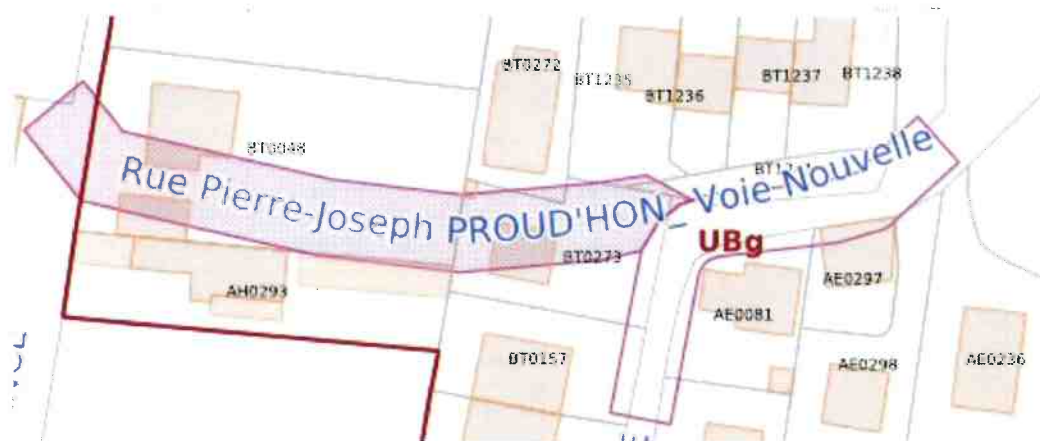 BT0272
BT1235
BT1236
BT1237
BT1238
BT0048
Rue Pierre-Joseph PROUD'HON_ Voie-Nouvelle
UBg
BT0273
AH0293
AE0297
AE0081
BT0157
AE0298
AE0236